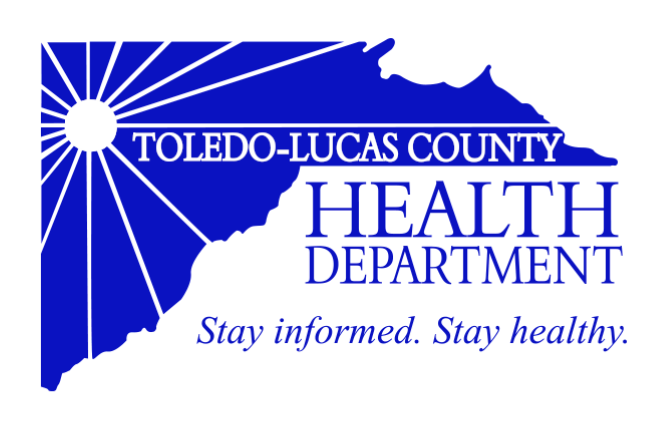 TOLEDO-LUCAS COUNTY
HEALTH
DEPARTMENT
Stay informed. Stay healthy.